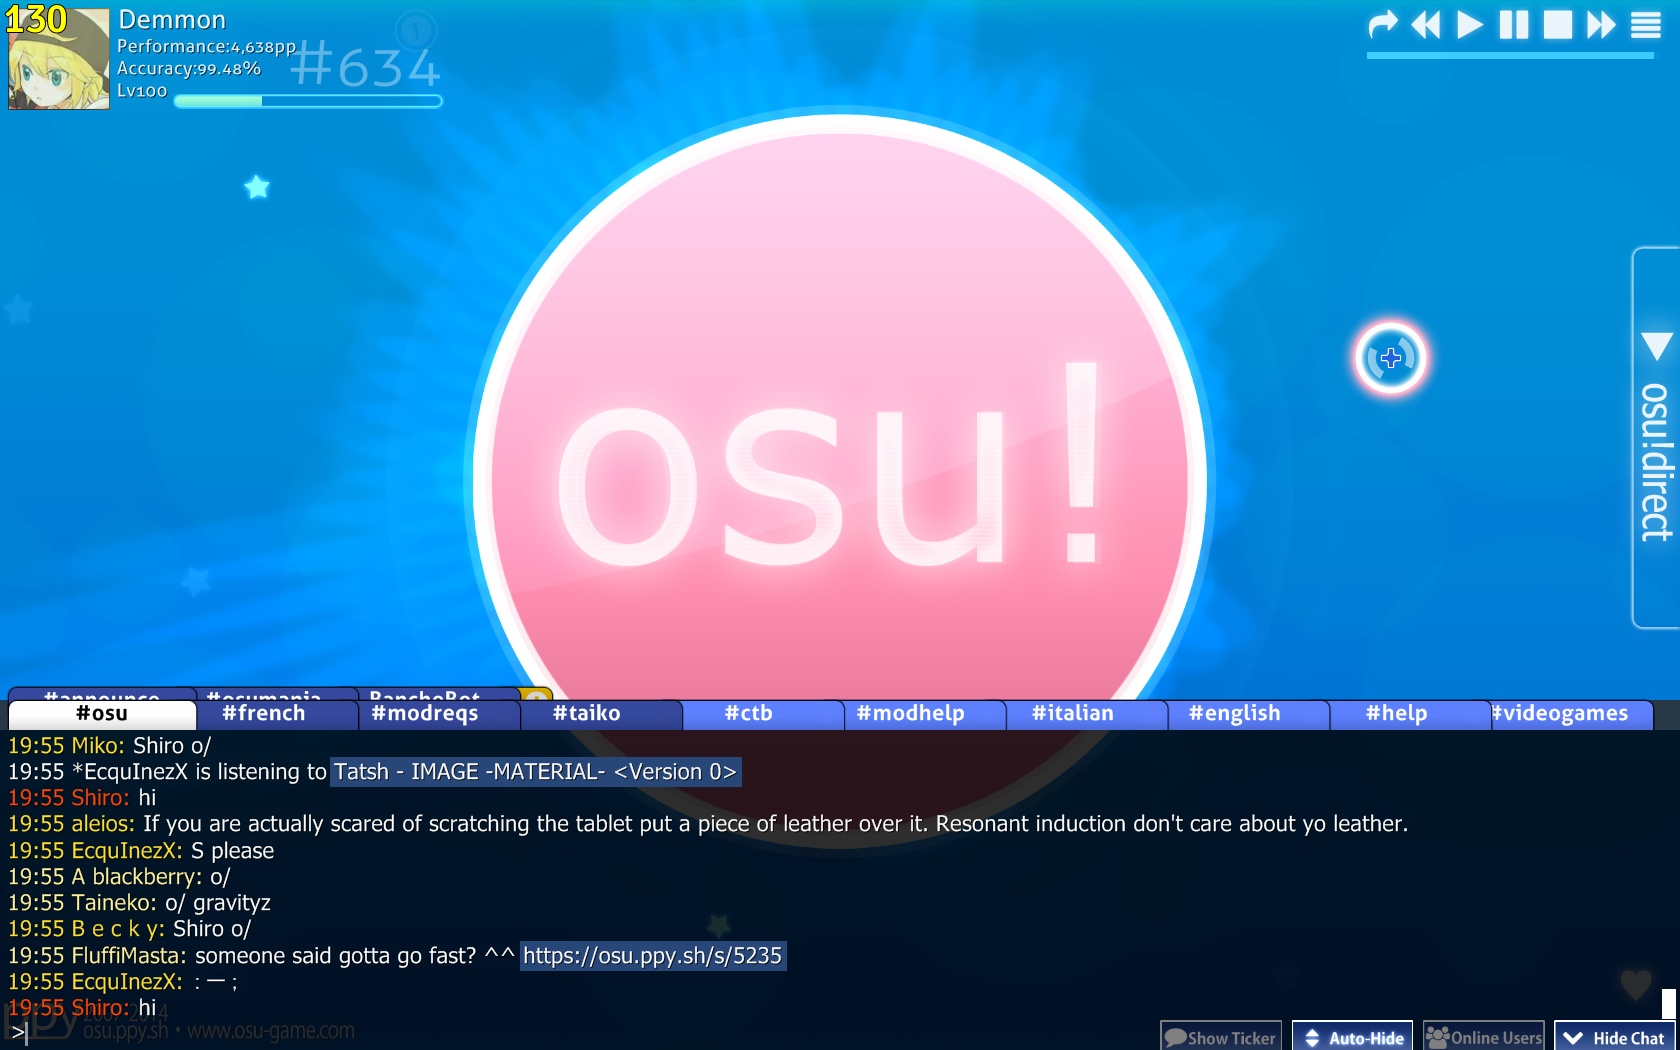 130
Demmon
Performance:4,638pp
Accuracy:99.48%
Lv100
#634
1
osu!
osu!direct
#announce #osumania BanchoBot
#osu #french #modreqs #taiko #ctb #modhelp #italian #english #help #videogames
19:55 Miko: Shiro o/
19:55 *EcquInezX is listening to Tatsh - IMAGE -MATERIAL- <Version 0>
19:55 Shiro: hi
19:55 aleios: If you are actually scared of scratching the tablet put a piece of leather over it. Resonant induction don't care about yo leather.
19:55 EcquInezX: S please
19:55 A blackberry: o/
19:55 Taineko: o/ gravityz
19:55 B e c k y: Shiro o/
19:55 FluffiMasta: someone said gotta go fast? ^^ https://osu.ppy.sh/s/5235
19:55 EcquInezX: : — ;
19:55 Shiro: hi
ppy 2007-2014
osu.ppy.sh • www.osu-game.com
>
Show Ticker Auto-Hide Online Users Hide Chat